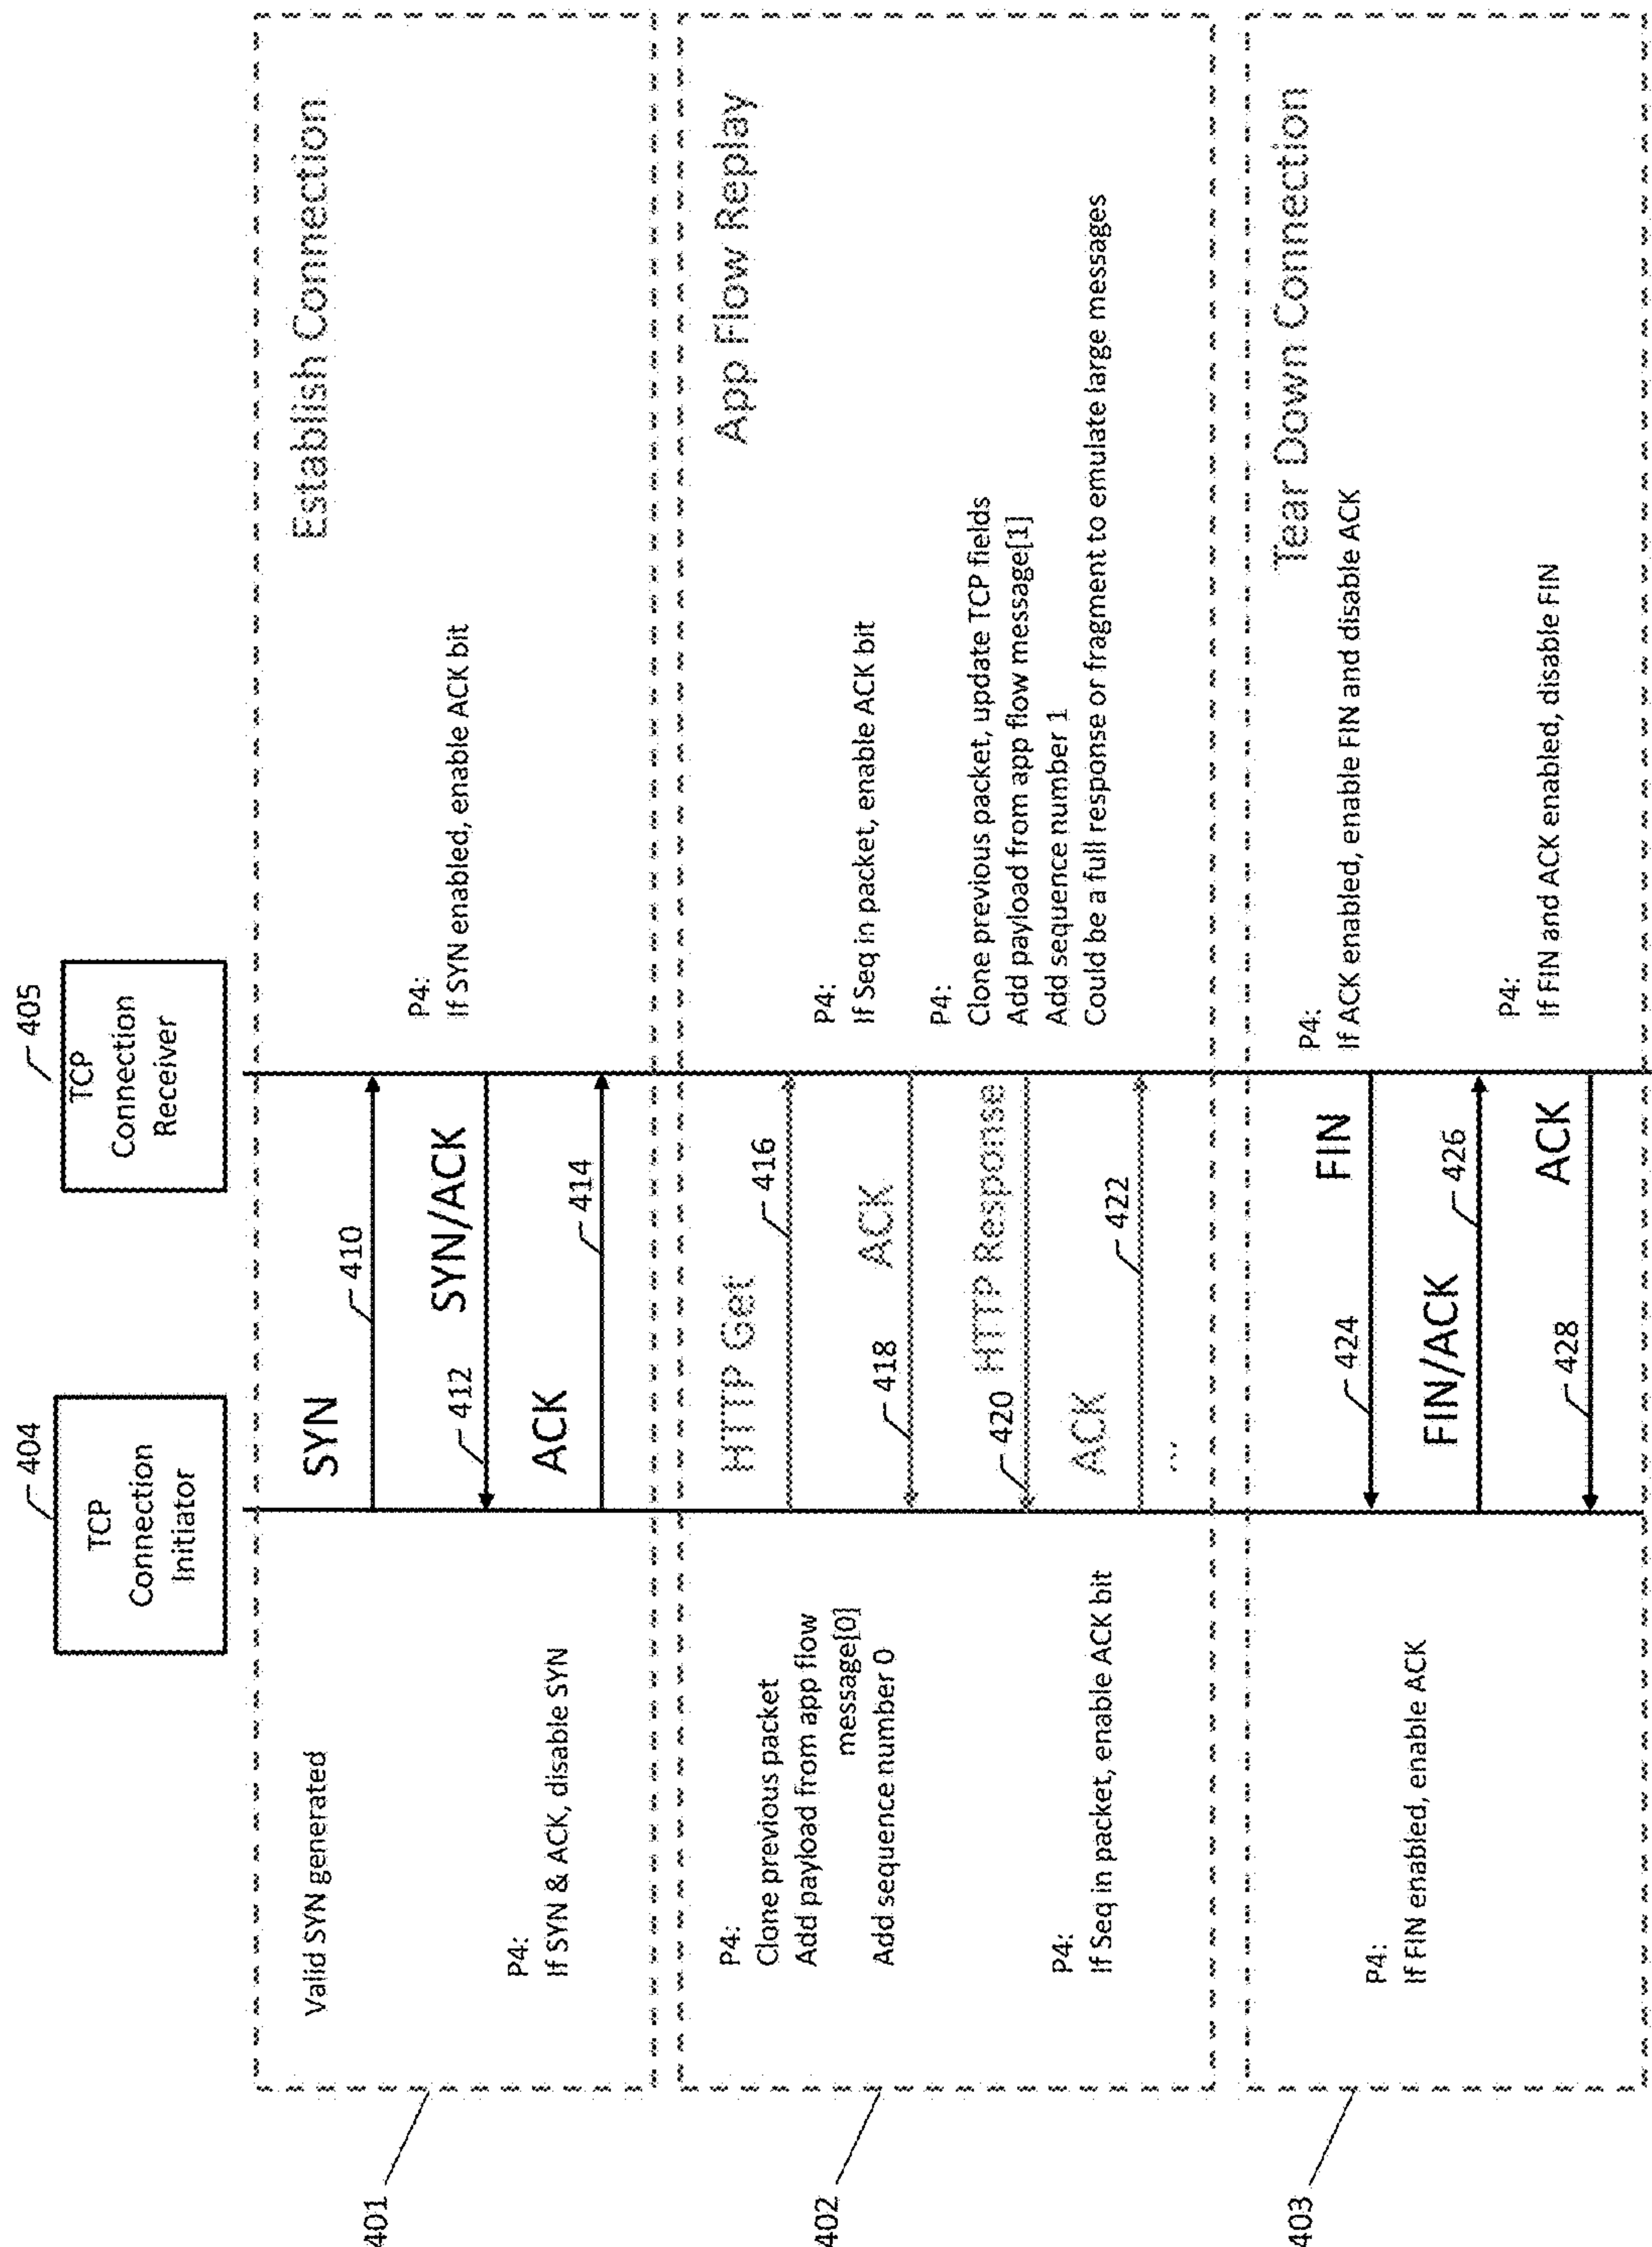 404
TCP
Connection
Initiator
405
TCP
Connection
Receiver
401
Establish Connection
Valid SYN generated
SYN
410
P4:
If SYN enabled, enable ACK bit
412
SYN/ACK
P4:
If SYN & ACK, disable SYN
ACK
414
402
App Flow Replay
P4:
Clone previous packet
Add payload from app flow
message[0]
Add sequence number 0
HTTP Get
416
P4:
If Seq in packet, enable ACK bit
418
ACK
P4:
Clone previous packet, update TCP fields
Add payload from app flow message[1]
Add sequence number 1
Could be a full response or fragment to emulate large messages
420
HTTP Response
P4:
If Seq in packet, enable ACK bit
ACK
422
...
403
Tear Down Connection
P4:
If ACK enabled, enable FIN and disable ACK
424
FIN
P4:
If FIN enabled, enable ACK
FIN/ACK
426
P4:
If FIN and ACK enabled, disable FIN
428
ACK